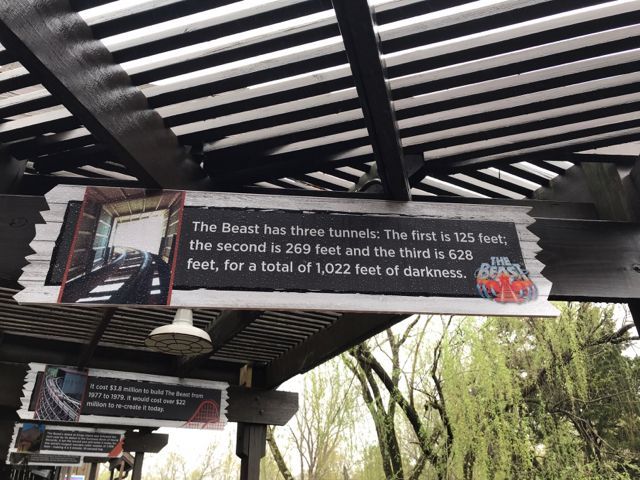 The Beast has three tunnels: The first is 125 feet;
the second is 269 feet and the third is 628
feet, for a total of 1,022 feet of darkness.
THE
BEAST
It cost $3.8 million to build The Beast from
1977 to 1979. It would cost over $22
million to re-create it today.